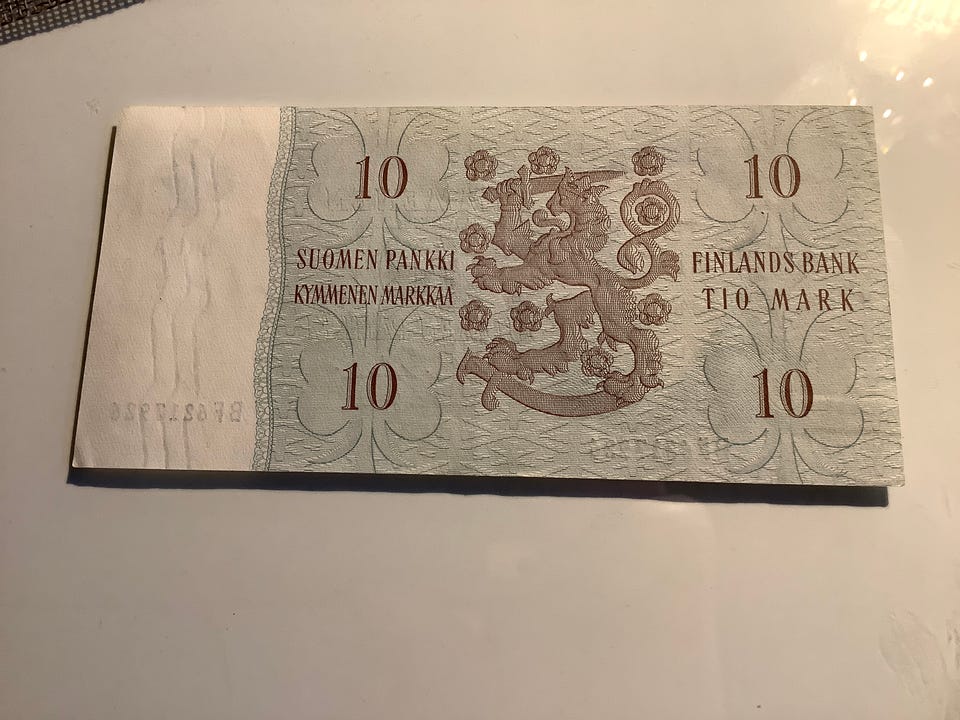 10
10
SUOMEN PANKKI
KYMMENEN MARKKAA
FINLANDS BANK
TIO MARK
10
10